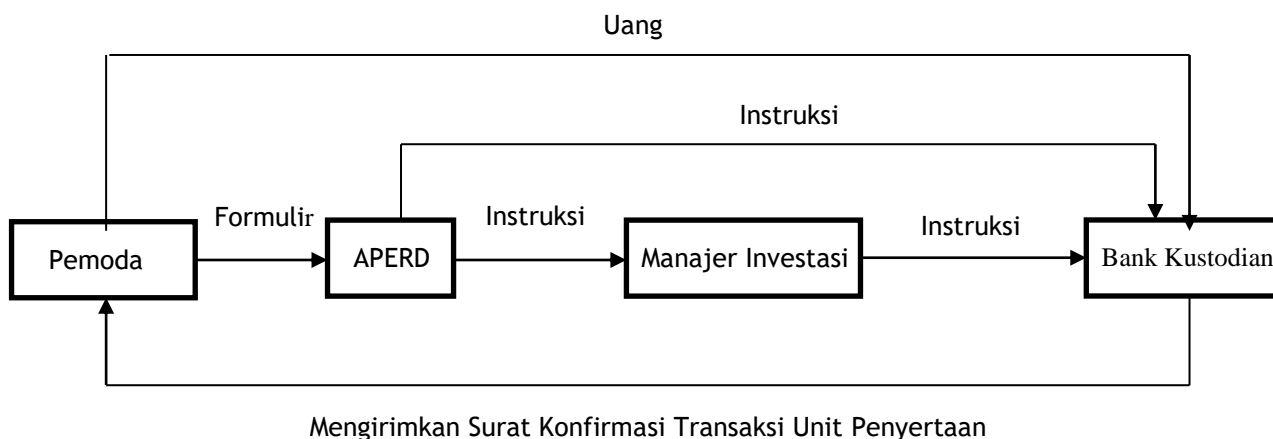 Uang
Instruksi
Formulir
Instruksi
Instruksi
Pemoda
APERD
Manajer Investasi
Bank Kustodian
Mengirimkan Surat Konfirmasi Transaksi Unit Penyertaan